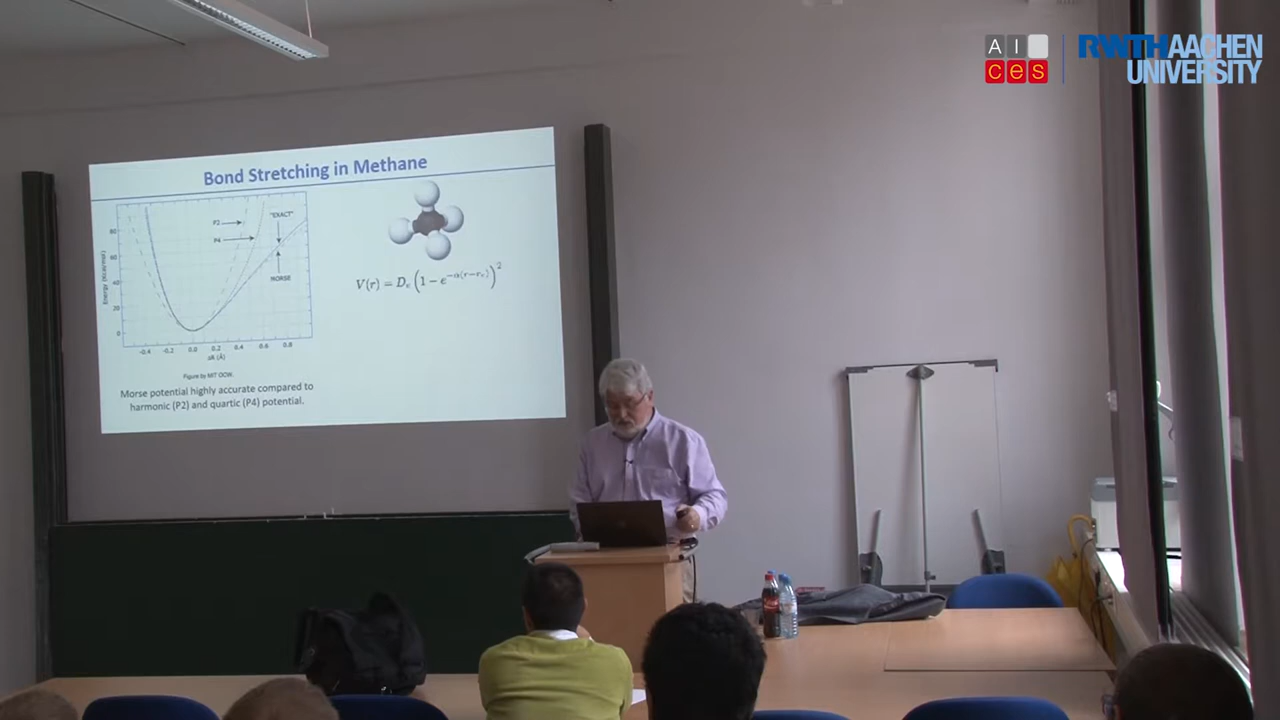 AI
ces
RWTHAACHEN
UNIVERSITY
Bond Stretching in Methane
Energy (Kcal/mol)
80
60
40
20
0
P2
P4
"EXACT"
MORSE
-0.4 -0.2 0.0 0.2 0.4 0.6 0.8
ΔA (Å)
Figure by MIT OCW.
Morse potential highly accurate compared to
harmonic (P2) and quartic (P4) potential.
V(r) = Dₑ (1 − e^{−α(r−rₑ)})²